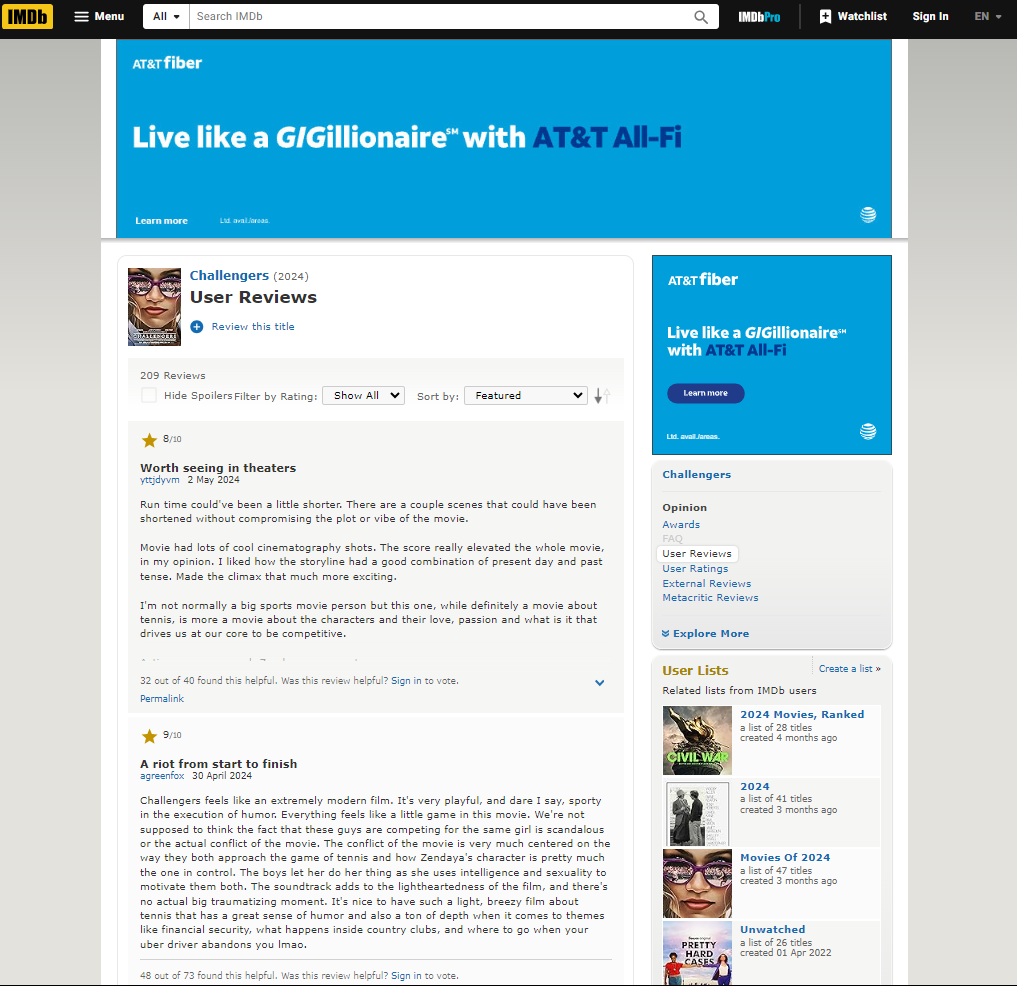 IMDb Menu All Search IMDb IMDbPro Watchlist Sign In EN
AT&T fiber
Live like a GIGillionaire℠ with AT&T All-Fi
Learn more Ltd. avail./areas.
Challengers (2024)
User Reviews
Review this title
209 Reviews
Hide Spoilers Filter by Rating: Show All Sort by: Featured
8/10
Worth seeing in theaters
yttjdyvm 2 May 2024
Run time could've been a little shorter. There are a couple scenes that could have been
shortened without compromising the plot or vibe of the movie.
Movie had lots of cool cinematography shots. The score really elevated the whole movie,
in my opinion. I liked how the storyline had a good combination of present day and past
tense. Made the climax that much more exciting.
I'm not normally a big sports movie person but this one, while definitely a movie about
tennis, is more a movie about the characters and their love, passion and what is it that
drives us at our core to be competitive.
32 out of 40 found this helpful. Was this review helpful? Sign in to vote.
Permalink
9/10
A riot from start to finish
agreenfox 30 April 2024
Challengers feels like an extremely modern film. It's very playful, and dare I say, sporty
in the execution of humor. Everything feels like a little game in this movie. We're not
supposed to think the fact that these guys are competing for the same girl is scandalous
or the actual conflict of the movie. The conflict of the movie is very much centered on the
way they both approach the game of tennis and how Zendaya's character is pretty much
the one in control. The boys let her do her thing as she uses intelligence and sexuality to
motivate them both. The soundtrack adds to the lightheartedness of the film, and there's
no actual big traumatizing moment. It's nice to have such a light, breezy film about
tennis that has a great sense of humor and also a ton of depth when it comes to themes
like financial security, what happens inside country clubs, and where to go when your
uber driver abandons you lmao.
48 out of 73 found this helpful. Was this review helpful? Sign in to vote.
AT&T fiber
Live like a GIGillionaire℠
with AT&T All-Fi
Learn more
Ltd. avail./areas.
Challengers
Opinion
Awards
FAQ
User Reviews
User Ratings
External Reviews
Metacritic Reviews
Explore More
User Lists Create a list »
Related lists from IMDb users
CIVIL WAR
2024 Movies, Ranked
a list of 28 titles
created 4 months ago
2024
a list of 41 titles
created 3 months ago
Movies Of 2024
a list of 47 titles
created 3 months ago
PRETTY
HARD
CASES
Unwatched
a list of 26 titles
created 01 Apr 2022